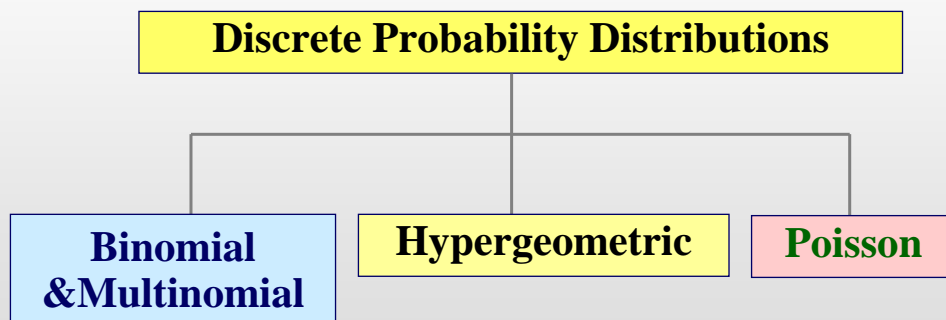 Discrete Probability Distributions
Binomial
&Multinomial
Hypergeometric
Poisson